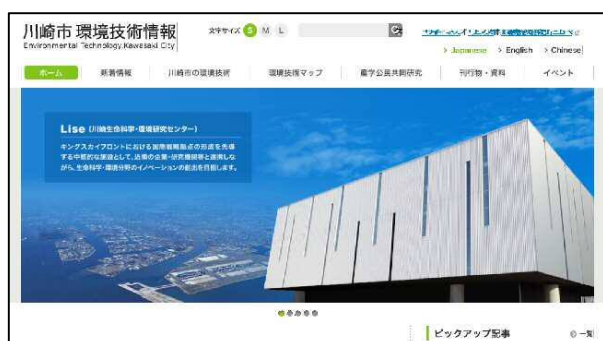 川崎市 環境技術情報
Environmental Technology,Kawasaki City
文字サイズ S M L
> Japanese > English > Chinese
ホーム 新着情報 川崎市の環境技術 環境技術マップ 産学公民共同研究 刊行物・資料 イベント
Lise (川崎生命科学・環境研究センター)
キングスカイフロントにおける国際戦略拠点の形成を先導
する中核的な施設として、近隣の企業・研究機関等と連携しな
がら、生命科学・環境分野のイノベーションの創出を目指します。
ピックアップ記事